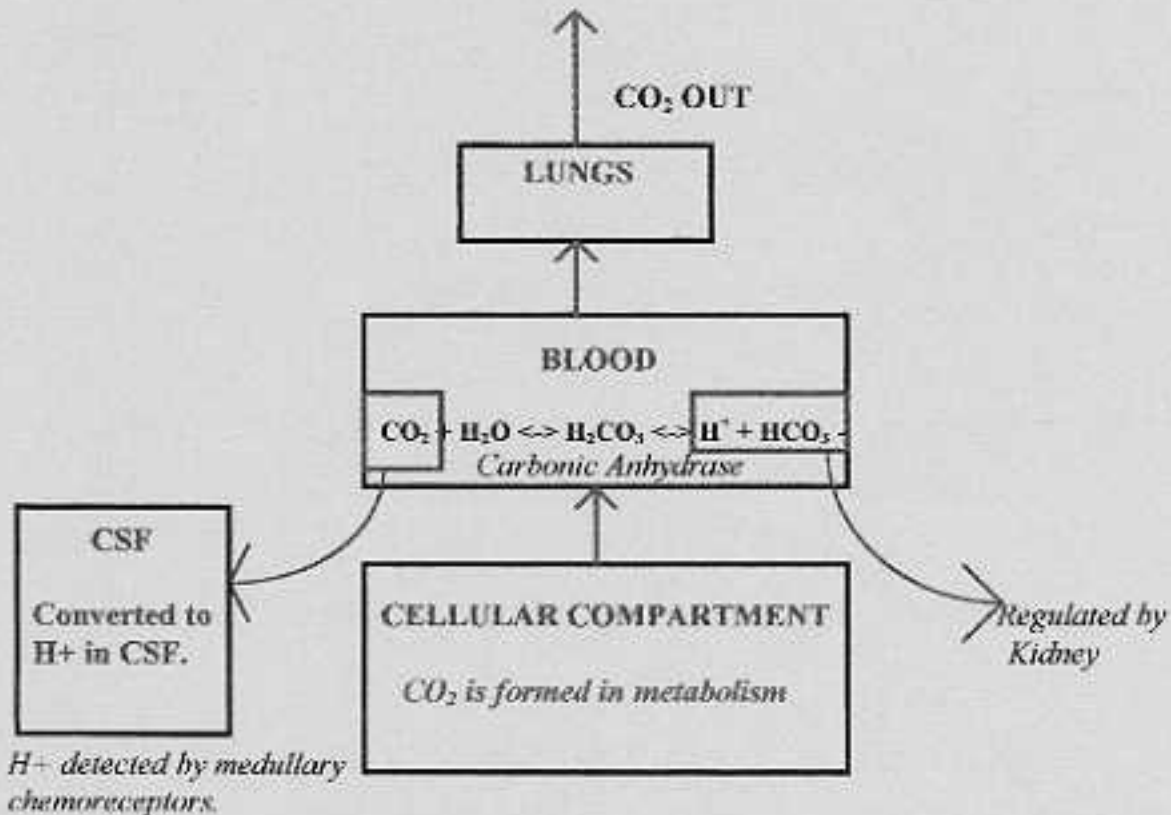 CO₂ OUT
LUNGS
BLOOD
CO₂ + H₂O <-> H₂CO₃ <-> H⁺ + HCO₃ -
Carbonic Anhydrase
CSF
Converted to
H+ in CSF.
H+ detected by medullary
chemoreceptors.
CELLULAR COMPARTMENT
CO₂ is formed in metabolism
Regulated by
Kidney